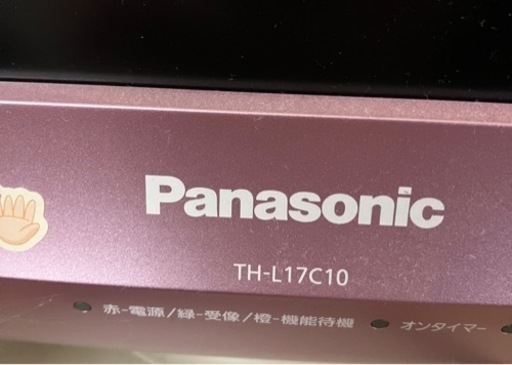 Panasonic
TH-L17C10
赤-電源/緑-受像/橙-機能待機 オンタイマー